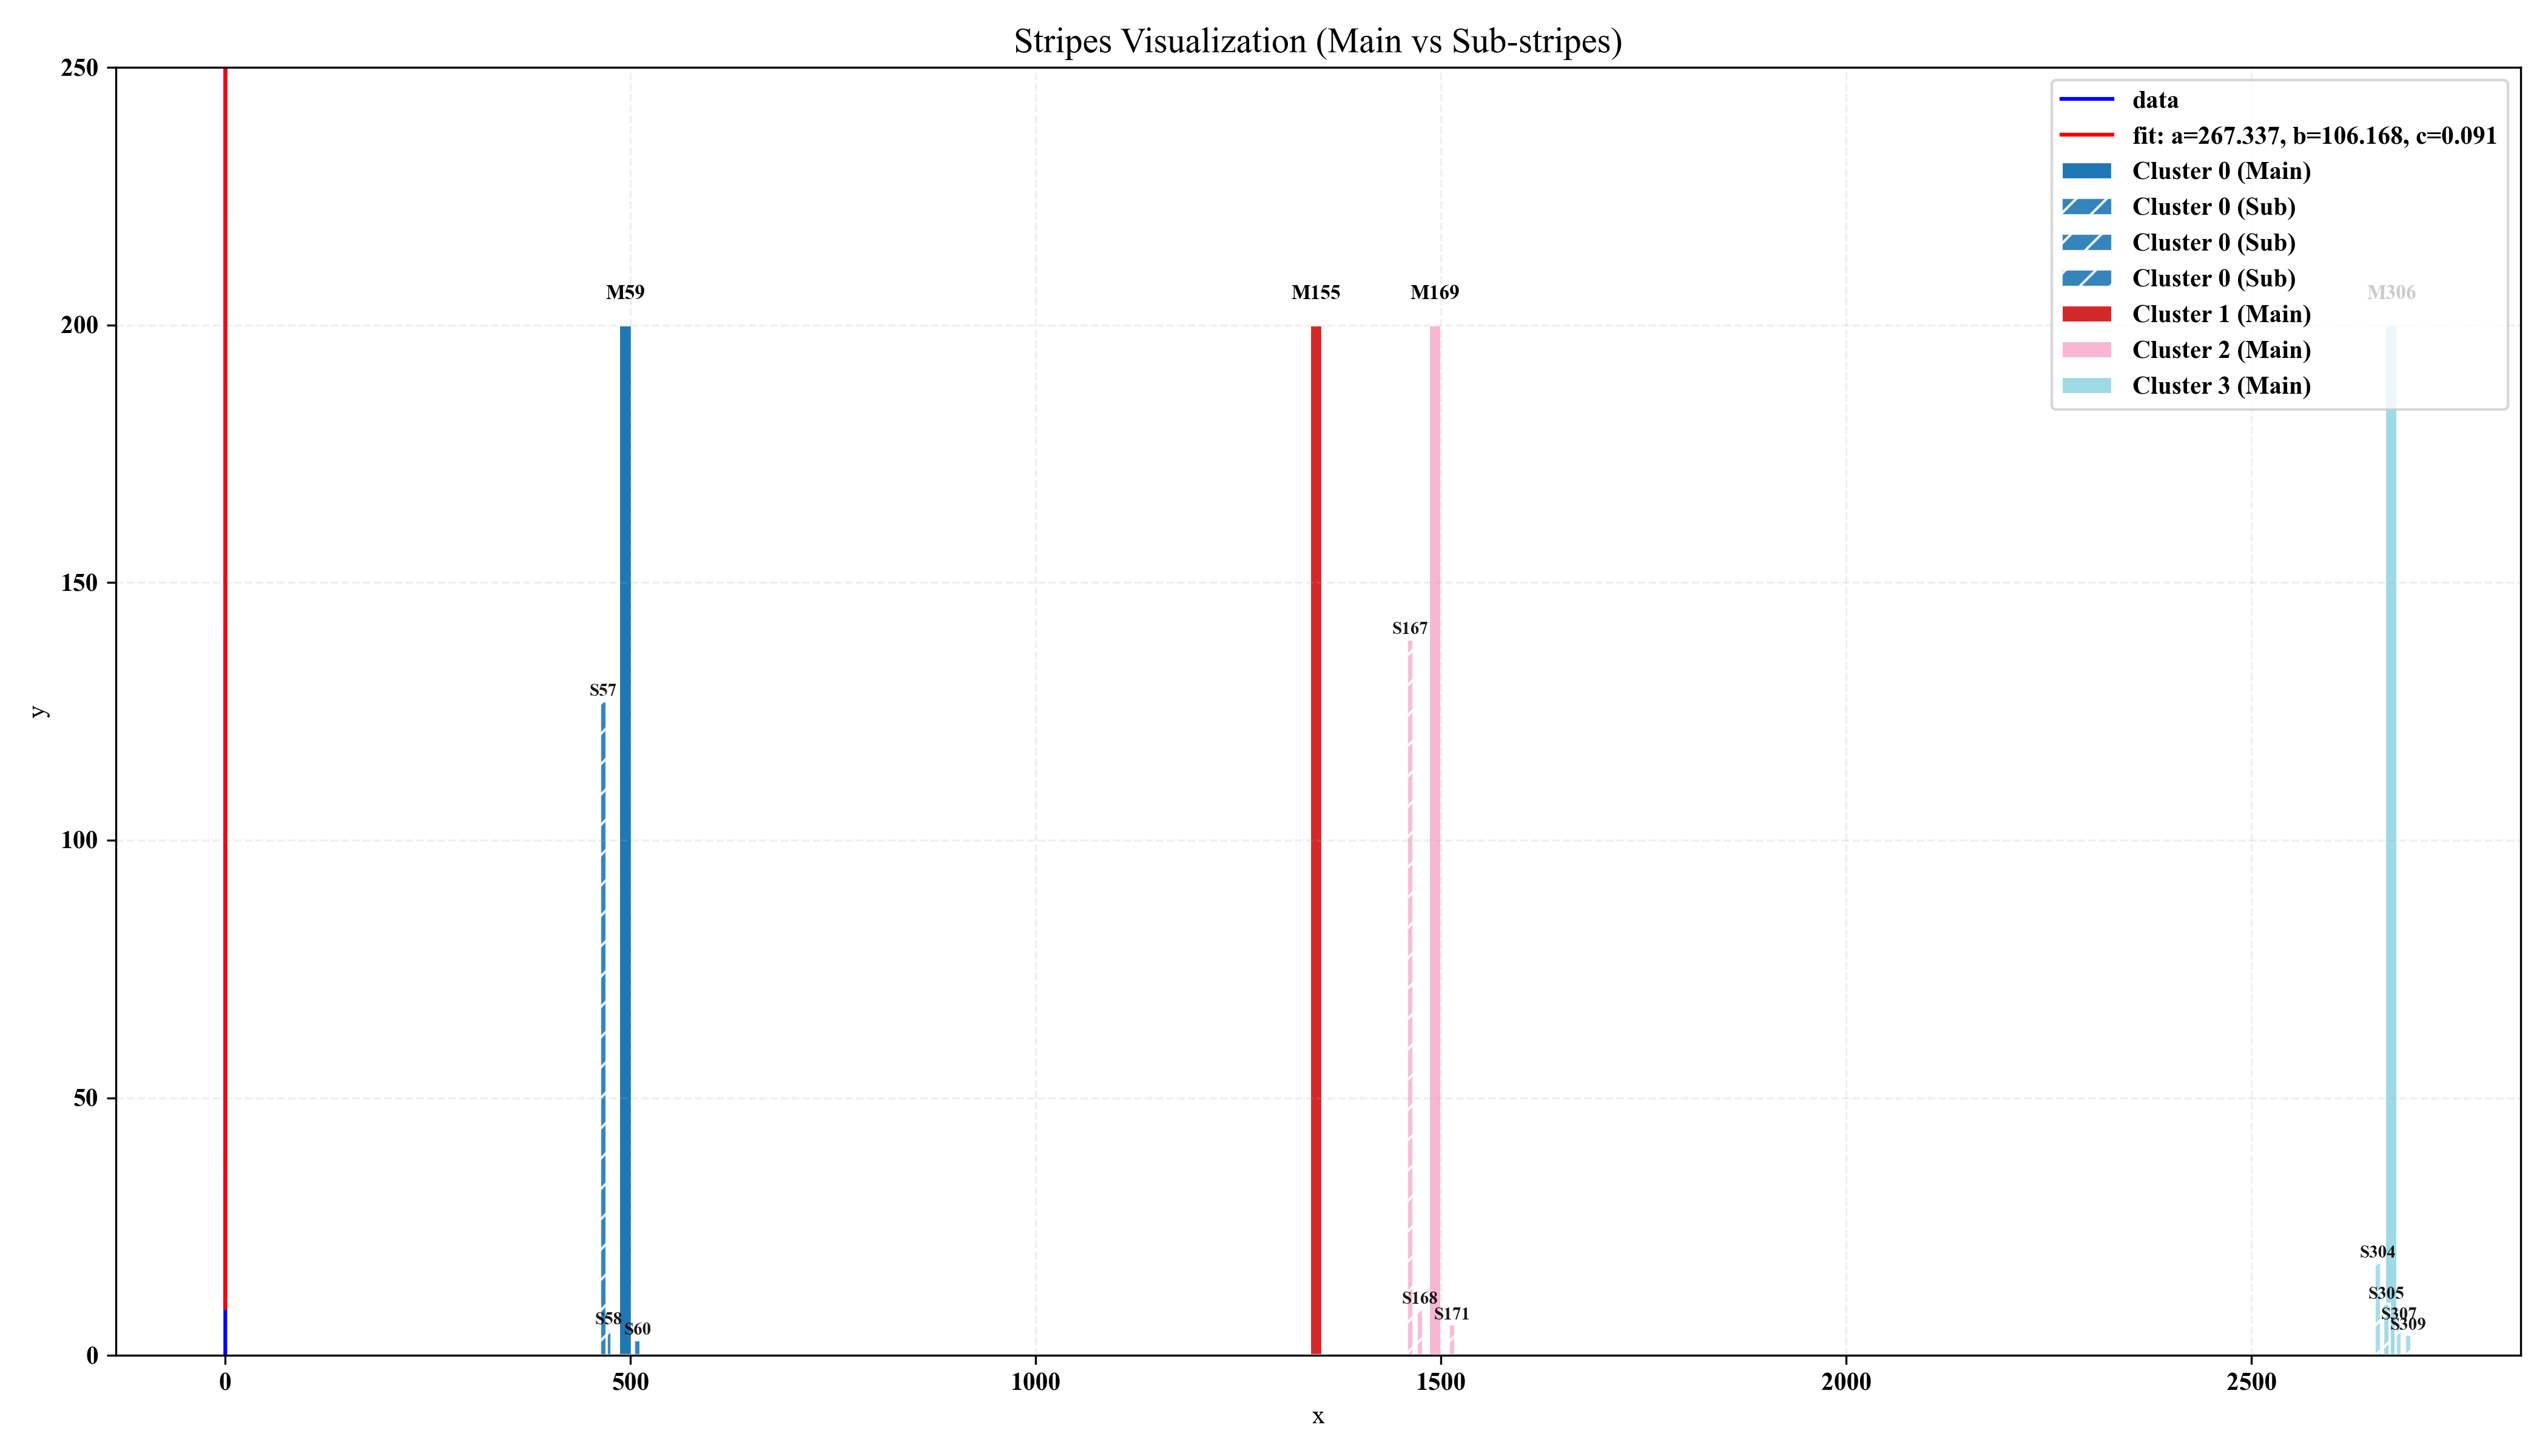 Stripes Visualization (Main vs Sub-stripes)
250
200
150
100
50
0
y
data
fit: a=267.337, b=106.168, c=0.091
Cluster 0 (Main)
Cluster 0 (Sub)
Cluster 0 (Sub)
Cluster 0 (Sub)
Cluster 1 (Main)
Cluster 2 (Main)
Cluster 3 (Main)
M59
M155
M169
M306
S167
S57
S304
S305
S168
S307
S171
S58
S60
S309
0
500
1000
1500
2000
2500
x